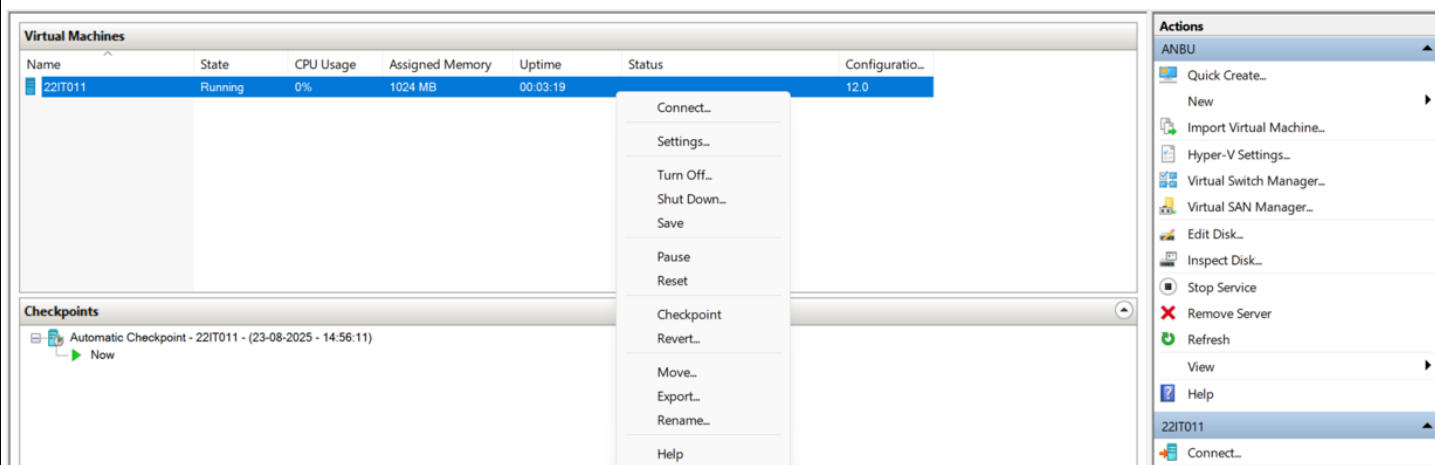 Virtual Machines
Name State CPU Usage Assigned Memory Uptime Status Configuratio...
22IT011 Running 0% 1024 MB 00:03:19 12.0
Connect...
Settings...
Turn Off...
Shut Down...
Save
Pause
Reset
Checkpoint
Revert...
Move...
Export...
Rename...
Help
Checkpoints
Automatic Checkpoint - 22IT011 - (23-08-2025 - 14:56:11)
Now
Actions
ANBU
Quick Create...
New
Import Virtual Machine...
Hyper-V Settings...
Virtual Switch Manager...
Virtual SAN Manager...
Edit Disk...
Inspect Disk...
Stop Service
Remove Server
Refresh
View
Help
22IT011
Connect...